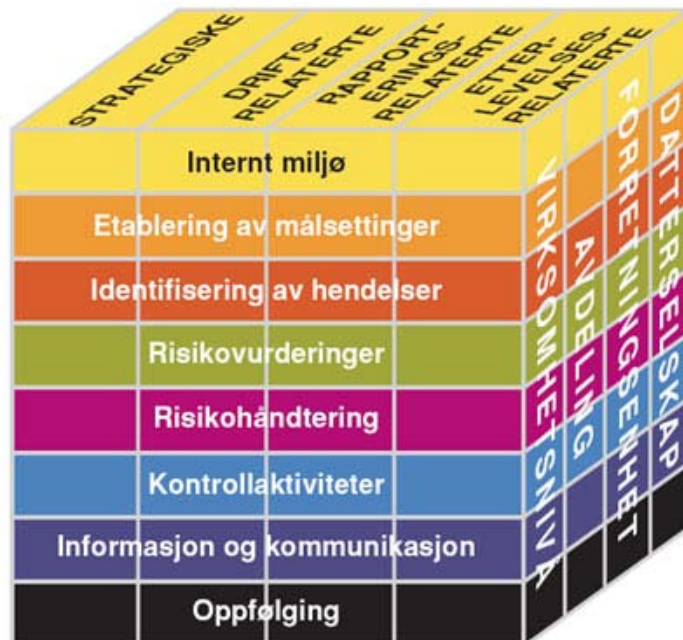 STRATEGISKE
DRIFTS-
RELATERTE
RAPPORT-
ERINGS-
RELATERTE
ETTER-
LEVELSES-
RELATERTE
Internt miljø
Etablering av målsettinger
Identifisering av hendelser
Risikovurderinger
Risikohåndtering
Kontrollaktiviteter
Informasjon og kommunikasjon
Oppfølging
VIRKSOMHETSNIVÅ
AVDELING
FORRETNINGSENHET
DATTERSELSKAP